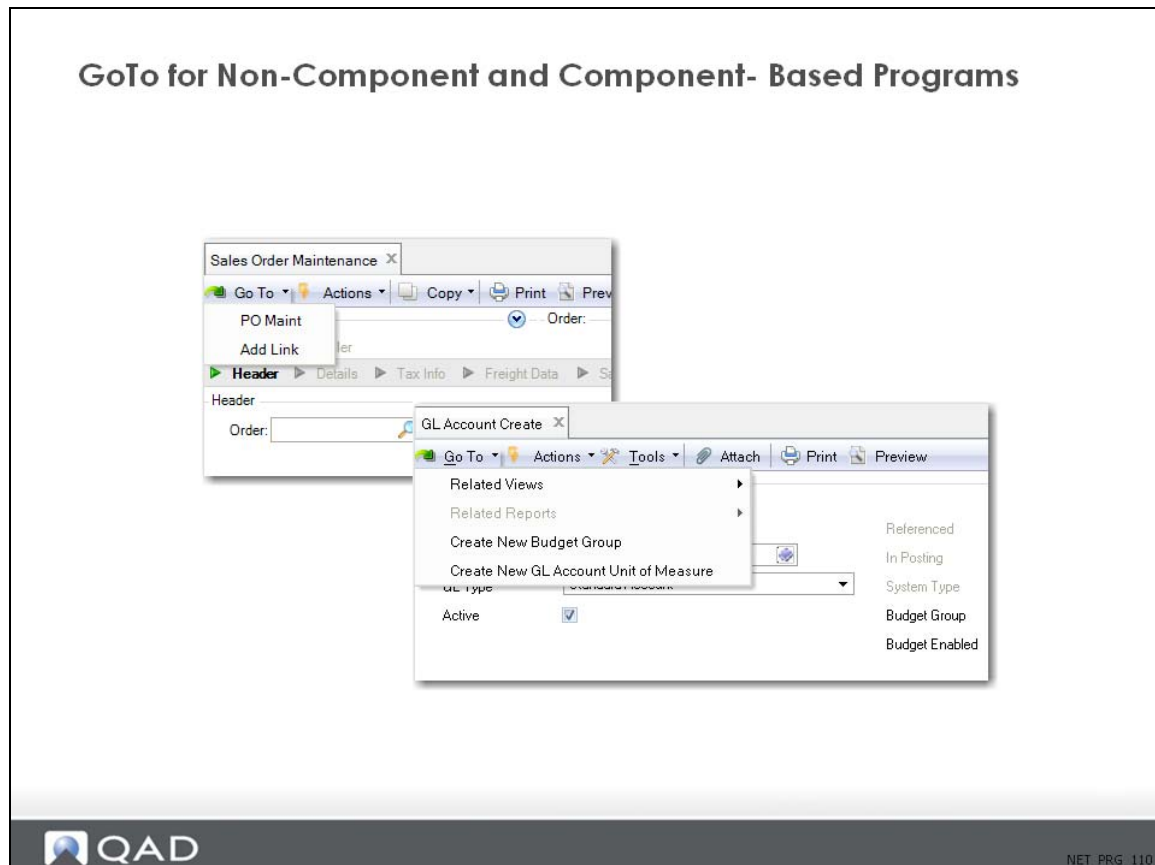 GoTo for Non-Component and Component- Based Programs
Sales Order Maintenance X
Go To Actions Copy Print Prev
PO Maint
Order:
Add Link
Header Details Tax Info Freight Data
Header
Order:
GL Account Create X
Go To Actions Tools Attach Print Preview
Related Views
Related Reports
Referenced
Create New Budget Group
In Posting
Create New GL Account Unit of Measure
System Type
GL Type
Active
Budget Group
Budget Enabled
QAD
NET_PRG_110